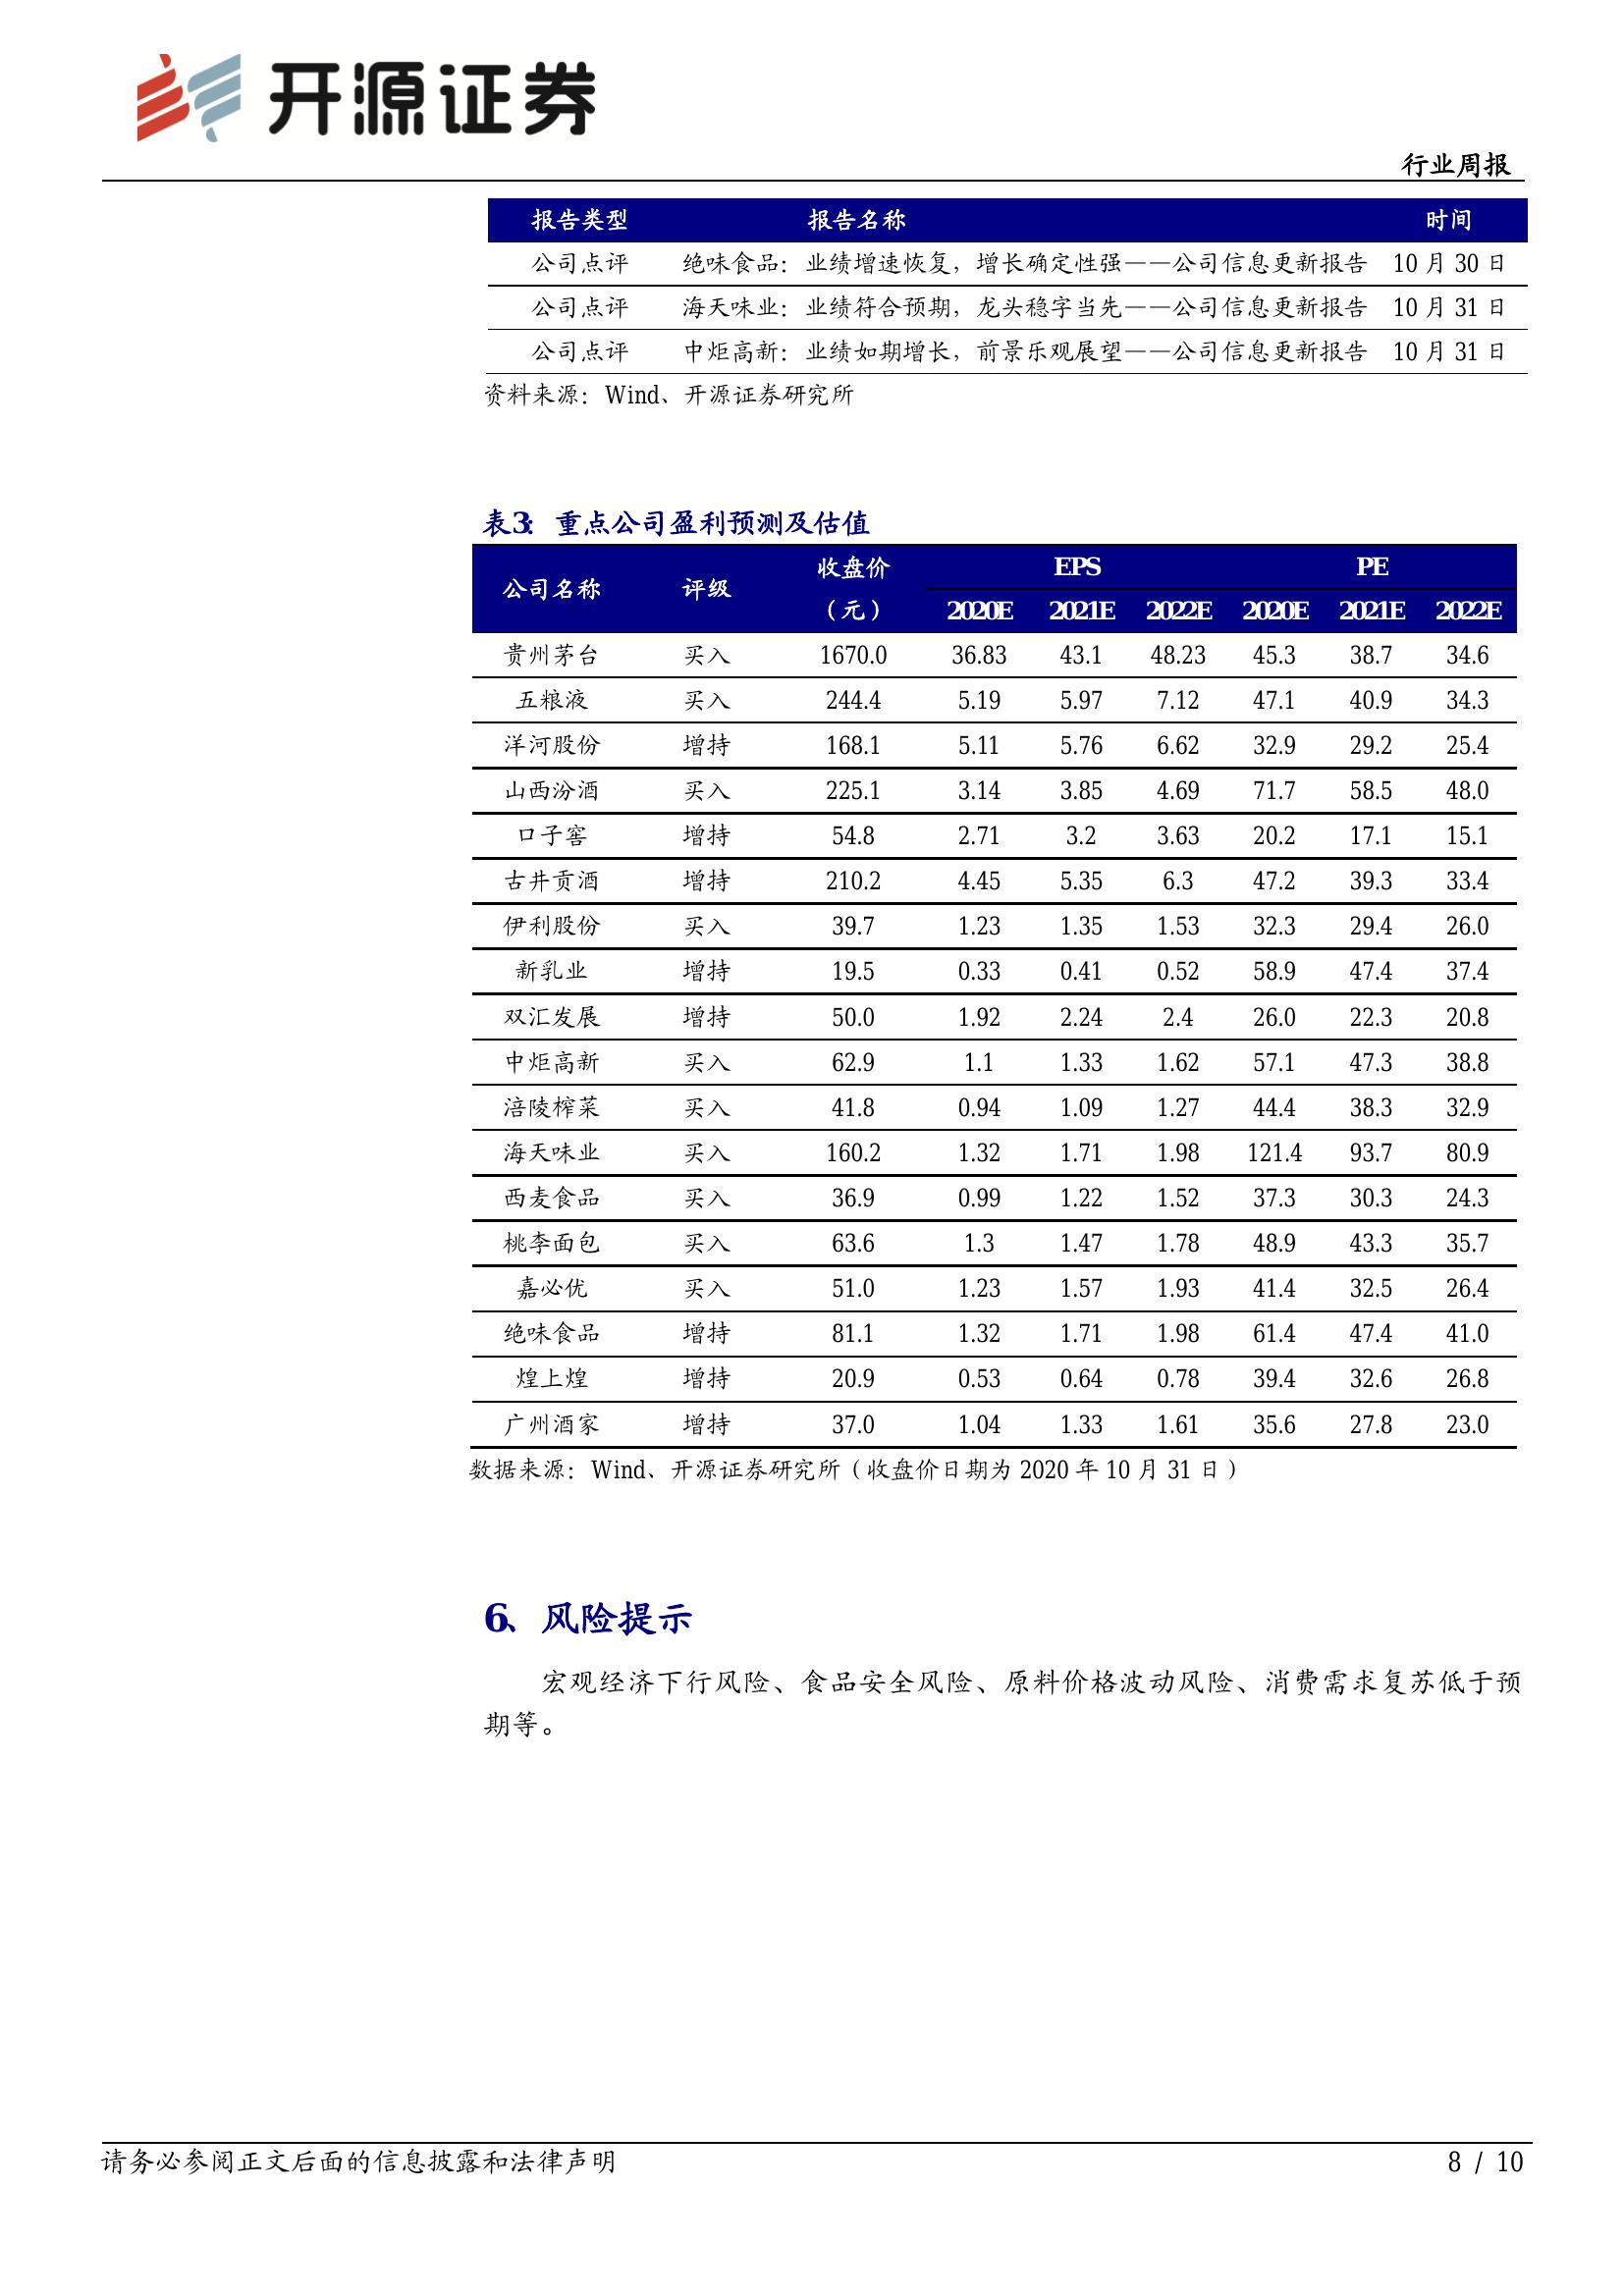 开源证券
行业周报
报告类型 报告名称 时间
公司点评 绝味食品：业绩增速恢复，增长确定性强——公司信息更新报告 10 月 30 日
公司点评 海天味业：业绩符合预期，龙头稳字当先——公司信息更新报告 10 月 31 日
公司点评 中炬高新：业绩如期增长，前景乐观展望——公司信息更新报告 10 月 31 日
资料来源：Wind、开源证券研究所
表3：重点公司盈利预测及估值
公司名称 评级 收盘价 EPS PE
（元） 2020E 2021E 2022E 2020E 2021E 2022E
贵州茅台 买入 1670.0 36.83 43.1 48.23 45.3 38.7 34.6
五粮液 买入 244.4 5.19 5.97 7.12 47.1 40.9 34.3
洋河股份 增持 168.1 5.11 5.76 6.62 32.9 29.2 25.4
山西汾酒 买入 225.1 3.14 3.85 4.69 71.7 58.5 48.0
口子窖 增持 54.8 2.71 3.2 3.63 20.2 17.1 15.1
古井贡酒 增持 210.2 4.45 5.35 6.3 47.2 39.3 33.4
伊利股份 买入 39.7 1.23 1.35 1.53 32.3 29.4 26.0
新乳业 增持 19.5 0.33 0.41 0.52 58.9 47.4 37.4
双汇发展 增持 50.0 1.92 2.24 2.4 26.0 22.3 20.8
中炬高新 买入 62.9 1.1 1.33 1.62 57.1 47.3 38.8
涪陵榨菜 买入 41.8 0.94 1.09 1.27 44.4 38.3 32.9
海天味业 买入 160.2 1.32 1.71 1.98 121.4 93.7 80.9
西麦食品 买入 36.9 0.99 1.22 1.52 37.3 30.3 24.3
桃李面包 买入 63.6 1.3 1.47 1.78 48.9 43.3 35.7
嘉必优 买入 51.0 1.23 1.57 1.93 41.4 32.5 26.4
绝味食品 增持 81.1 1.32 1.71 1.98 61.4 47.4 41.0
煌上煌 增持 20.9 0.53 0.64 0.78 39.4 32.6 26.8
广州酒家 增持 37.0 1.04 1.33 1.61 35.6 27.8 23.0
数据来源：Wind、开源证券研究所（收盘价日期为 2020 年 10 月 31 日）
6、风险提示
宏观经济下行风险、食品安全风险、原料价格波动风险、消费需求复苏低于预
期等。
请务必参阅正文后面的信息披露和法律声明 8 / 10